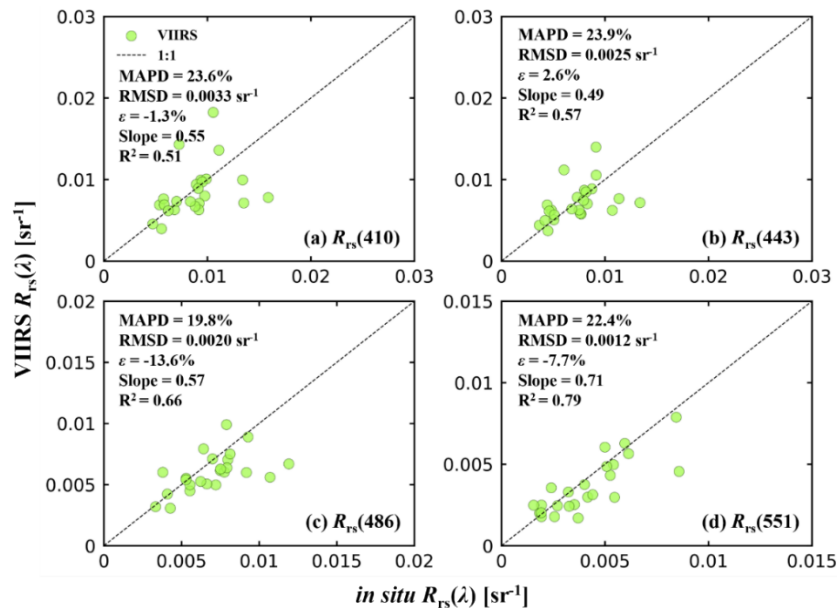 VIIRS
1:1
MAPD = 23.6%
RMSD = 0.0033 sr⁻¹
ε = -1.3%
Slope = 0.55
R² = 0.51
(a) Rrs(410)
0.03
0.02
0.01
0
0 0.01 0.02 0.03
MAPD = 23.9%
RMSD = 0.0025 sr⁻¹
ε = 2.6%
Slope = 0.49
R² = 0.57
(b) Rrs(443)
0.03
0.02
0.01
0
0 0.01 0.02 0.03
VIIRS Rrs(λ) [sr⁻¹]
MAPD = 19.8%
RMSD = 0.0020 sr⁻¹
ε = -13.6%
Slope = 0.57
R² = 0.66
(c) Rrs(486)
0.02
0.015
0.01
0.005
0
0 0.005 0.01 0.015 0.02
MAPD = 22.4%
RMSD = 0.0012 sr⁻¹
ε = -7.7%
Slope = 0.71
R² = 0.79
(d) Rrs(551)
0.015
0.01
0.005
0
0 0.005 0.01 0.015
in situ Rrs(λ) [sr⁻¹]